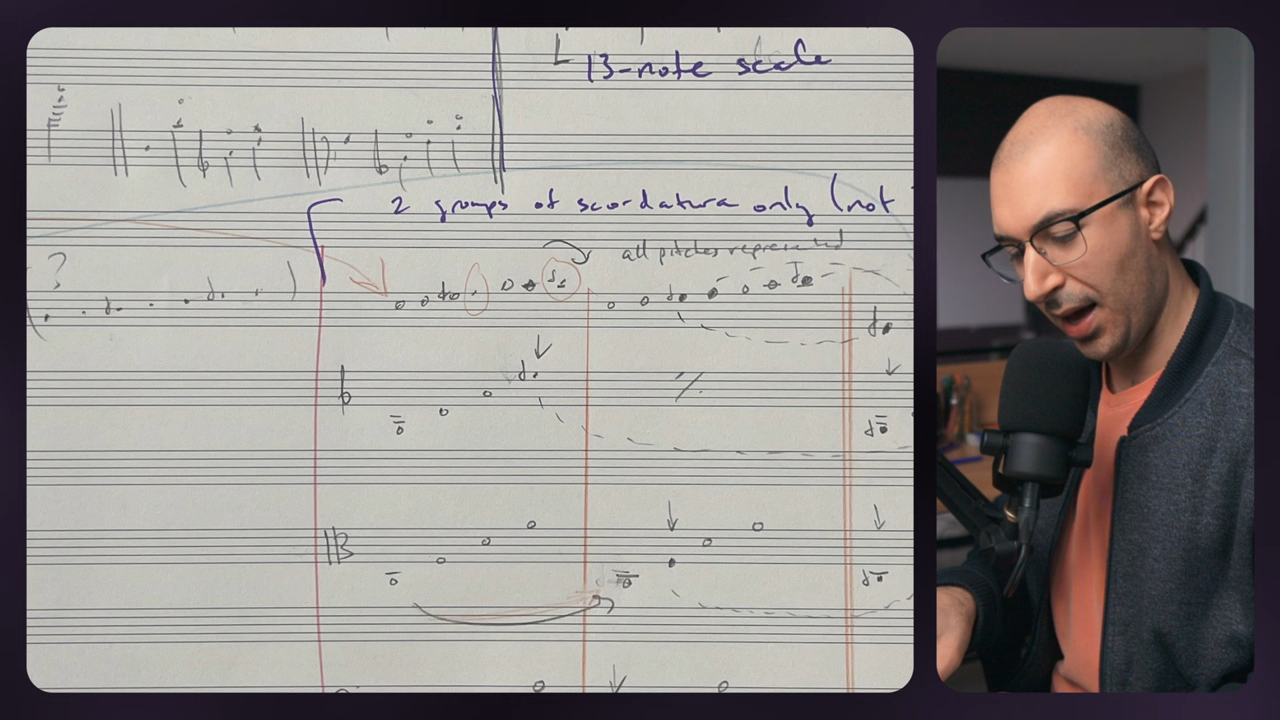 13-note scale
2 groups of scordatura only (not
all pitches represented
?